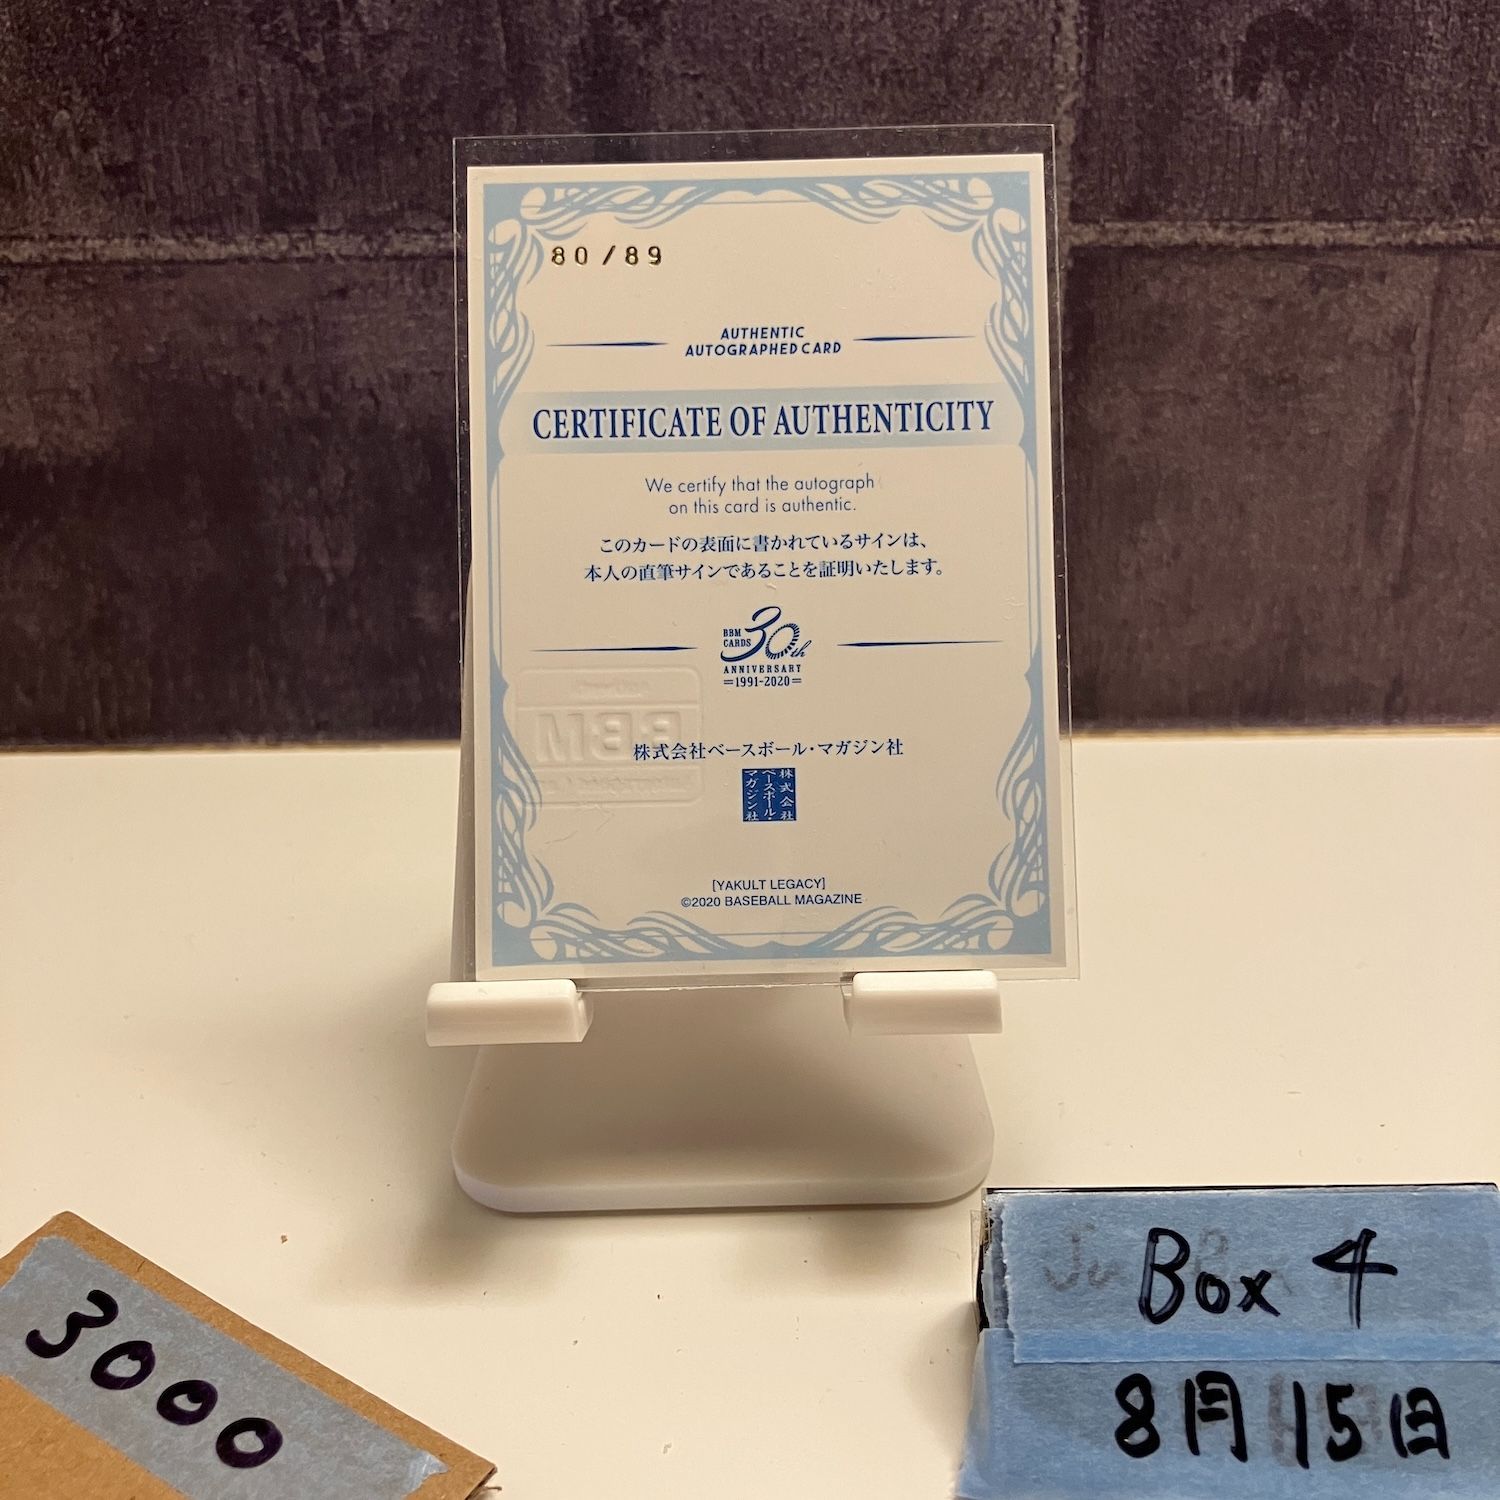 80/89
AUTHENTIC
AUTOGRAPHED CARD
CERTIFICATE OF AUTHENTICITY
We certify that the autograph
on this card is authentic.
このカードの表面に書かれているサインは、
本人の直筆サインであることを証明いたします。
BBM
CARDS
30th
ANNIVERSARY
=1991-2020=
BBM
株式会社ベースボール・マガジン社
株式会社
ベースボール・
マガジン社
[YAKULT LEGACY]
©2020 BASEBALL MAGAZINE
3000
Box 4
8月15日